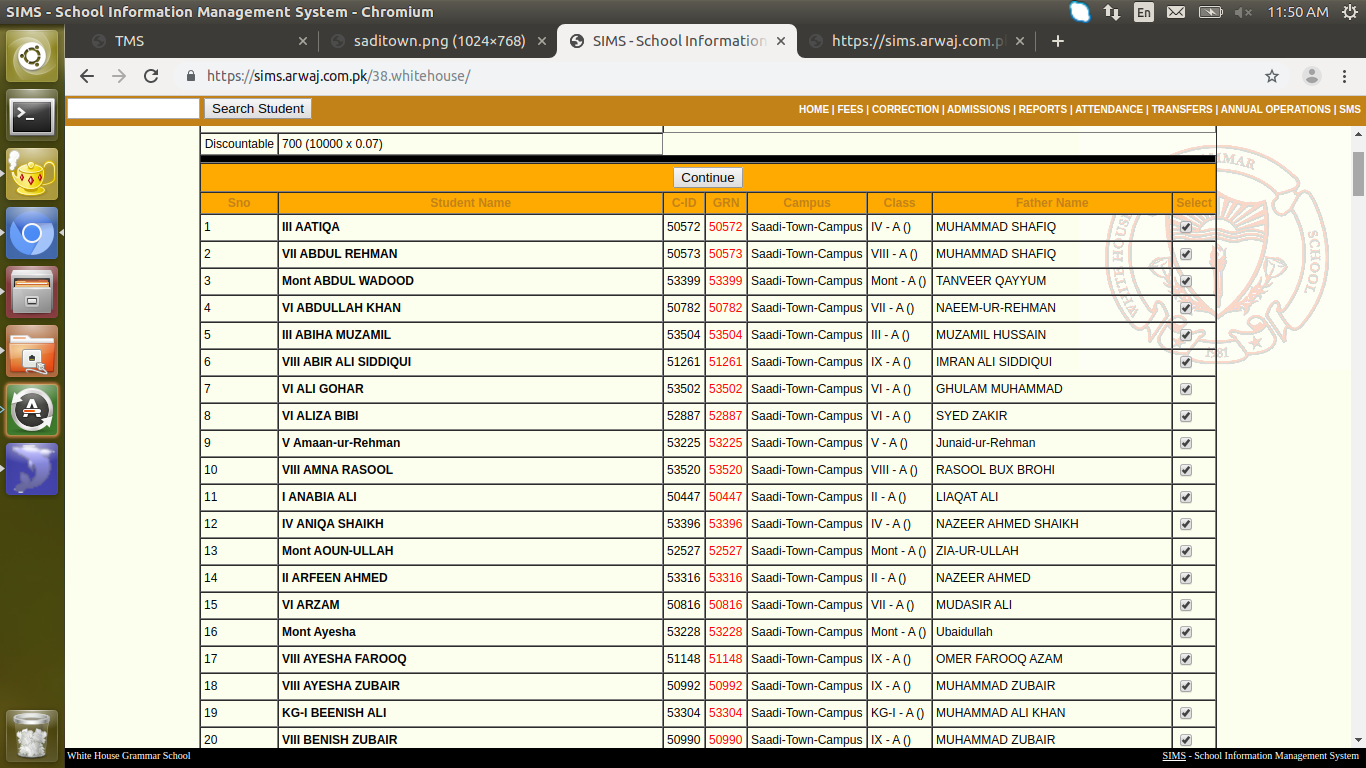 SIMS - School Information Management System - Chromium
En
11:50 AM
TMS
saditown.png (1024×768)
SIMS - School Information
https://sims.arwaj.com.p
https://sims.arwaj.com.pk/38.whitehouse/
Search Student
HOME | FEES | CORRECTION | ADMISSIONS | REPORTS | ATTENDANCE | TRANSFERS | ANNUAL OPERATIONS | SMS
Discountable 700 (10000 x 0.07)
Continue
Sno Student Name C-ID GRN Campus Class Father Name Select
1 III AATIQA 50572 50572 Saadi-Town-Campus IV - A () MUHAMMAD SHAFIQ
2 VII ABDUL REHMAN 50573 50573 Saadi-Town-Campus VIII - A () MUHAMMAD SHAFIQ
3 Mont ABDUL WADOOD 53399 53399 Saadi-Town-Campus Mont - A () TANVEER QAYYUM
4 VI ABDULLAH KHAN 50782 50782 Saadi-Town-Campus VII - A () NAEEM-UR-REHMAN
5 III ABIHA MUZAMIL 53504 53504 Saadi-Town-Campus III - A () MUZAMIL HUSSAIN
6 VIII ABIR ALI SIDDIQUI 51261 51261 Saadi-Town-Campus IX - A () IMRAN ALI SIDDIQUI
7 VI ALI GOHAR 53502 53502 Saadi-Town-Campus VI - A () GHULAM MUHAMMAD
8 VI ALIZA BIBI 52887 52887 Saadi-Town-Campus VI - A () SYED ZAKIR
9 V Amaan-ur-Rehman 53225 53225 Saadi-Town-Campus V - A () Junaid-ur-Rehman
10 VIII AMNA RASOOL 53520 53520 Saadi-Town-Campus VIII - A () RASOOL BUX BROHI
11 I ANABIA ALI 50447 50447 Saadi-Town-Campus II - A () LIAQAT ALI
12 IV ANIQA SHAIKH 53396 53396 Saadi-Town-Campus IV - A () NAZEER AHMED SHAIKH
13 Mont AOUN-ULLAH 52527 52527 Saadi-Town-Campus Mont - A () ZIA-UR-ULLAH
14 II ARFEEN AHMED 53316 53316 Saadi-Town-Campus II - A () NAZEER AHMED
15 VI ARZAM 50816 50816 Saadi-Town-Campus VII - A () MUDASIR ALI
16 Mont Ayesha 53228 53228 Saadi-Town-Campus Mont - A () Ubaidullah
17 VIII AYESHA FAROOQ 51148 51148 Saadi-Town-Campus IX - A () OMER FAROOQ AZAM
18 VIII AYESHA ZUBAIR 50992 50992 Saadi-Town-Campus IX - A () MUHAMMAD ZUBAIR
19 KG-I BEENISH ALI 53304 53304 Saadi-Town-Campus KG-I - A () MUHAMMAD ALI KHAN
20 VIII BENISH ZUBAIR 50990 50990 Saadi-Town-Campus IX - A () MUHAMMAD ZUBAIR
WHITE HOUSE SCHOOL
1981
White House Grammar School
SIMS - School Information Management System